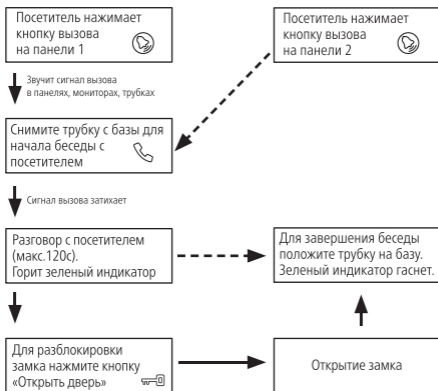 Посетитель нажимает
кнопку вызова
на панели 1
Посетитель нажимает
кнопку вызова
на панели 2
Звучит сигнал вызова
в панелях, мониторах, трубках
Снимите трубку с базы для
начала беседы с
посетителем
Сигнал вызова затихает
Разговор с посетителем
(макс.120с).
Горит зеленый индикатор
Для завершения беседы
положите трубку на базу.
Зеленый индикатор гаснет.
Для разблокировки
замка нажмите кнопку
«Открыть дверь»
Открытие замка